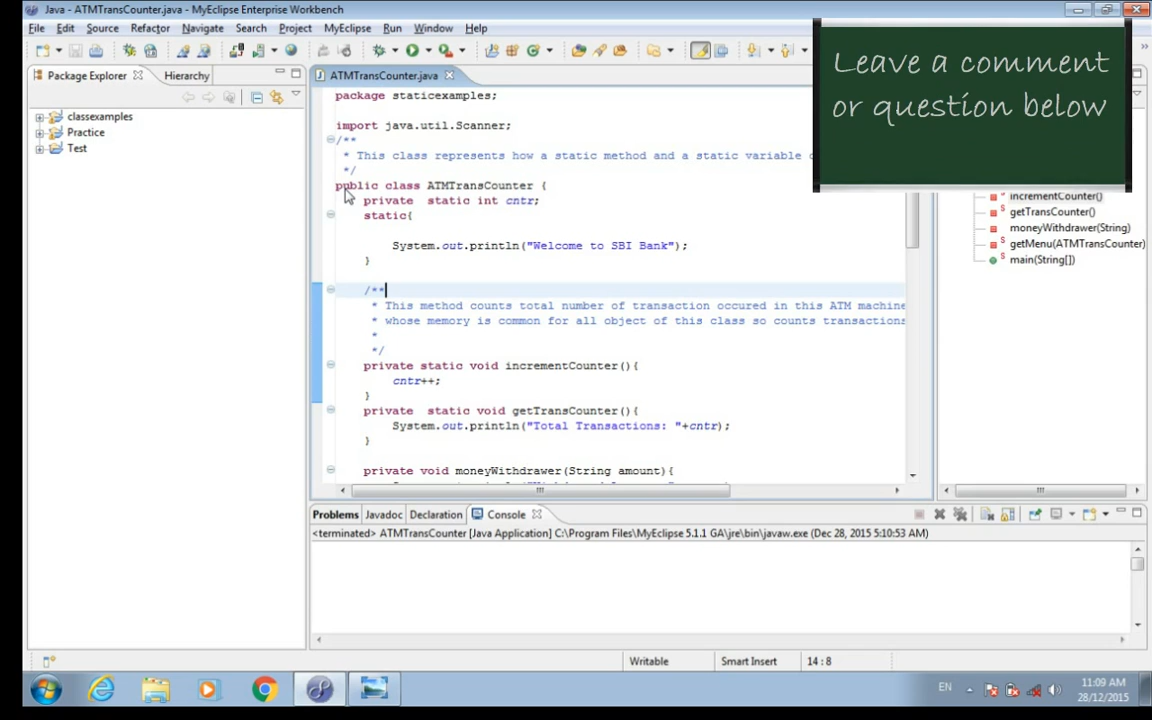 Java - ATMTransCounter.java - MyEclipse Enterprise Workbench
File Edit Source Refactor Navigate Search Project MyEclipse Run Window Help
Leave a comment
or question below
Package Explorer Hierarchy
ATMTransCounter.java
classexamples
Practice
Test
package staticexamples;
import java.util.Scanner;
/**
* This class represents how a static method and a static variable
*/
public class ATMTransCounter {
private static int cntr;
static{
System.out.println("Welcome to SBI Bank");
}
/**
* This method counts total number of transaction occured in this ATM machine
* whose memory is common for all object of this class so counts transactions
*
*/
private static void incrementCounter(){
cntr++;
}
private static void getTransCounter(){
System.out.println("Total Transactions: "+cntr);
}
private void moneyWithdrawer(String amount){
incrementCounter()
getTransCounter()
moneyWithdrawer(String)
getMenu(ATMTransCounter)
main(String[])
Problems Javadoc Declaration Console
<terminated> ATMTransCounter [Java Application] C:\Program Files\MyEclipse 5.1.1 GA\jre\bin\javaw.exe (Dec 28, 2015 5:10:53 AM)
Writable Smart Insert 14 : 8
EN 11:09 AM
28/12/2015